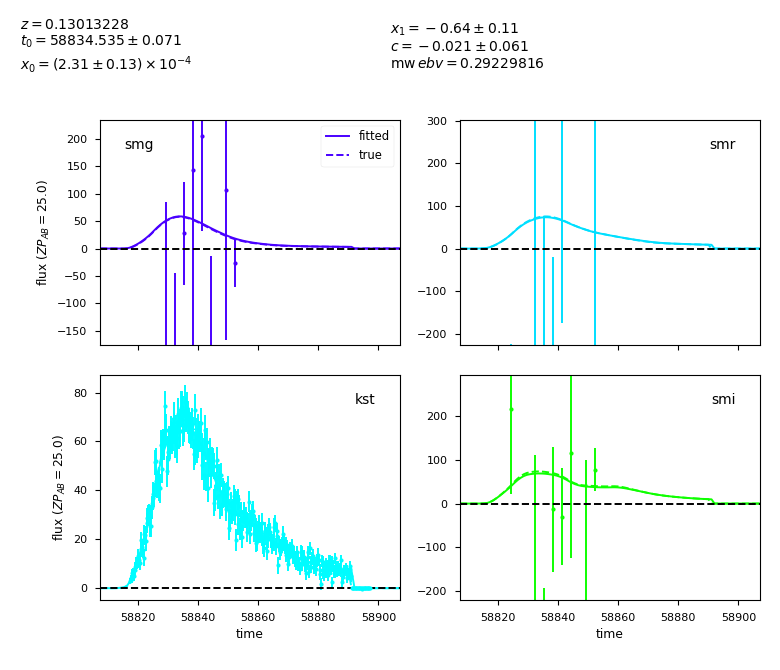 z = 0.13013228
t₀ = 58834.535 ± 0.071
x₀ = (2.31 ± 0.13) × 10⁻⁴
x₁ = −0.64 ± 0.11
c = −0.021 ± 0.061
mw ebv = 0.29229816
smg
fitted
true
200
150
100
50
0
−50
−100
−150
flux (ZP_AB = 25.0)
smr
300
200
100
0
−100
−200
kst
80
60
40
20
0
flux (ZP_AB = 25.0)
58820 58840 58860 58880 58900
time
smi
200
100
0
−100
−200
58820 58840 58860 58880 58900
time